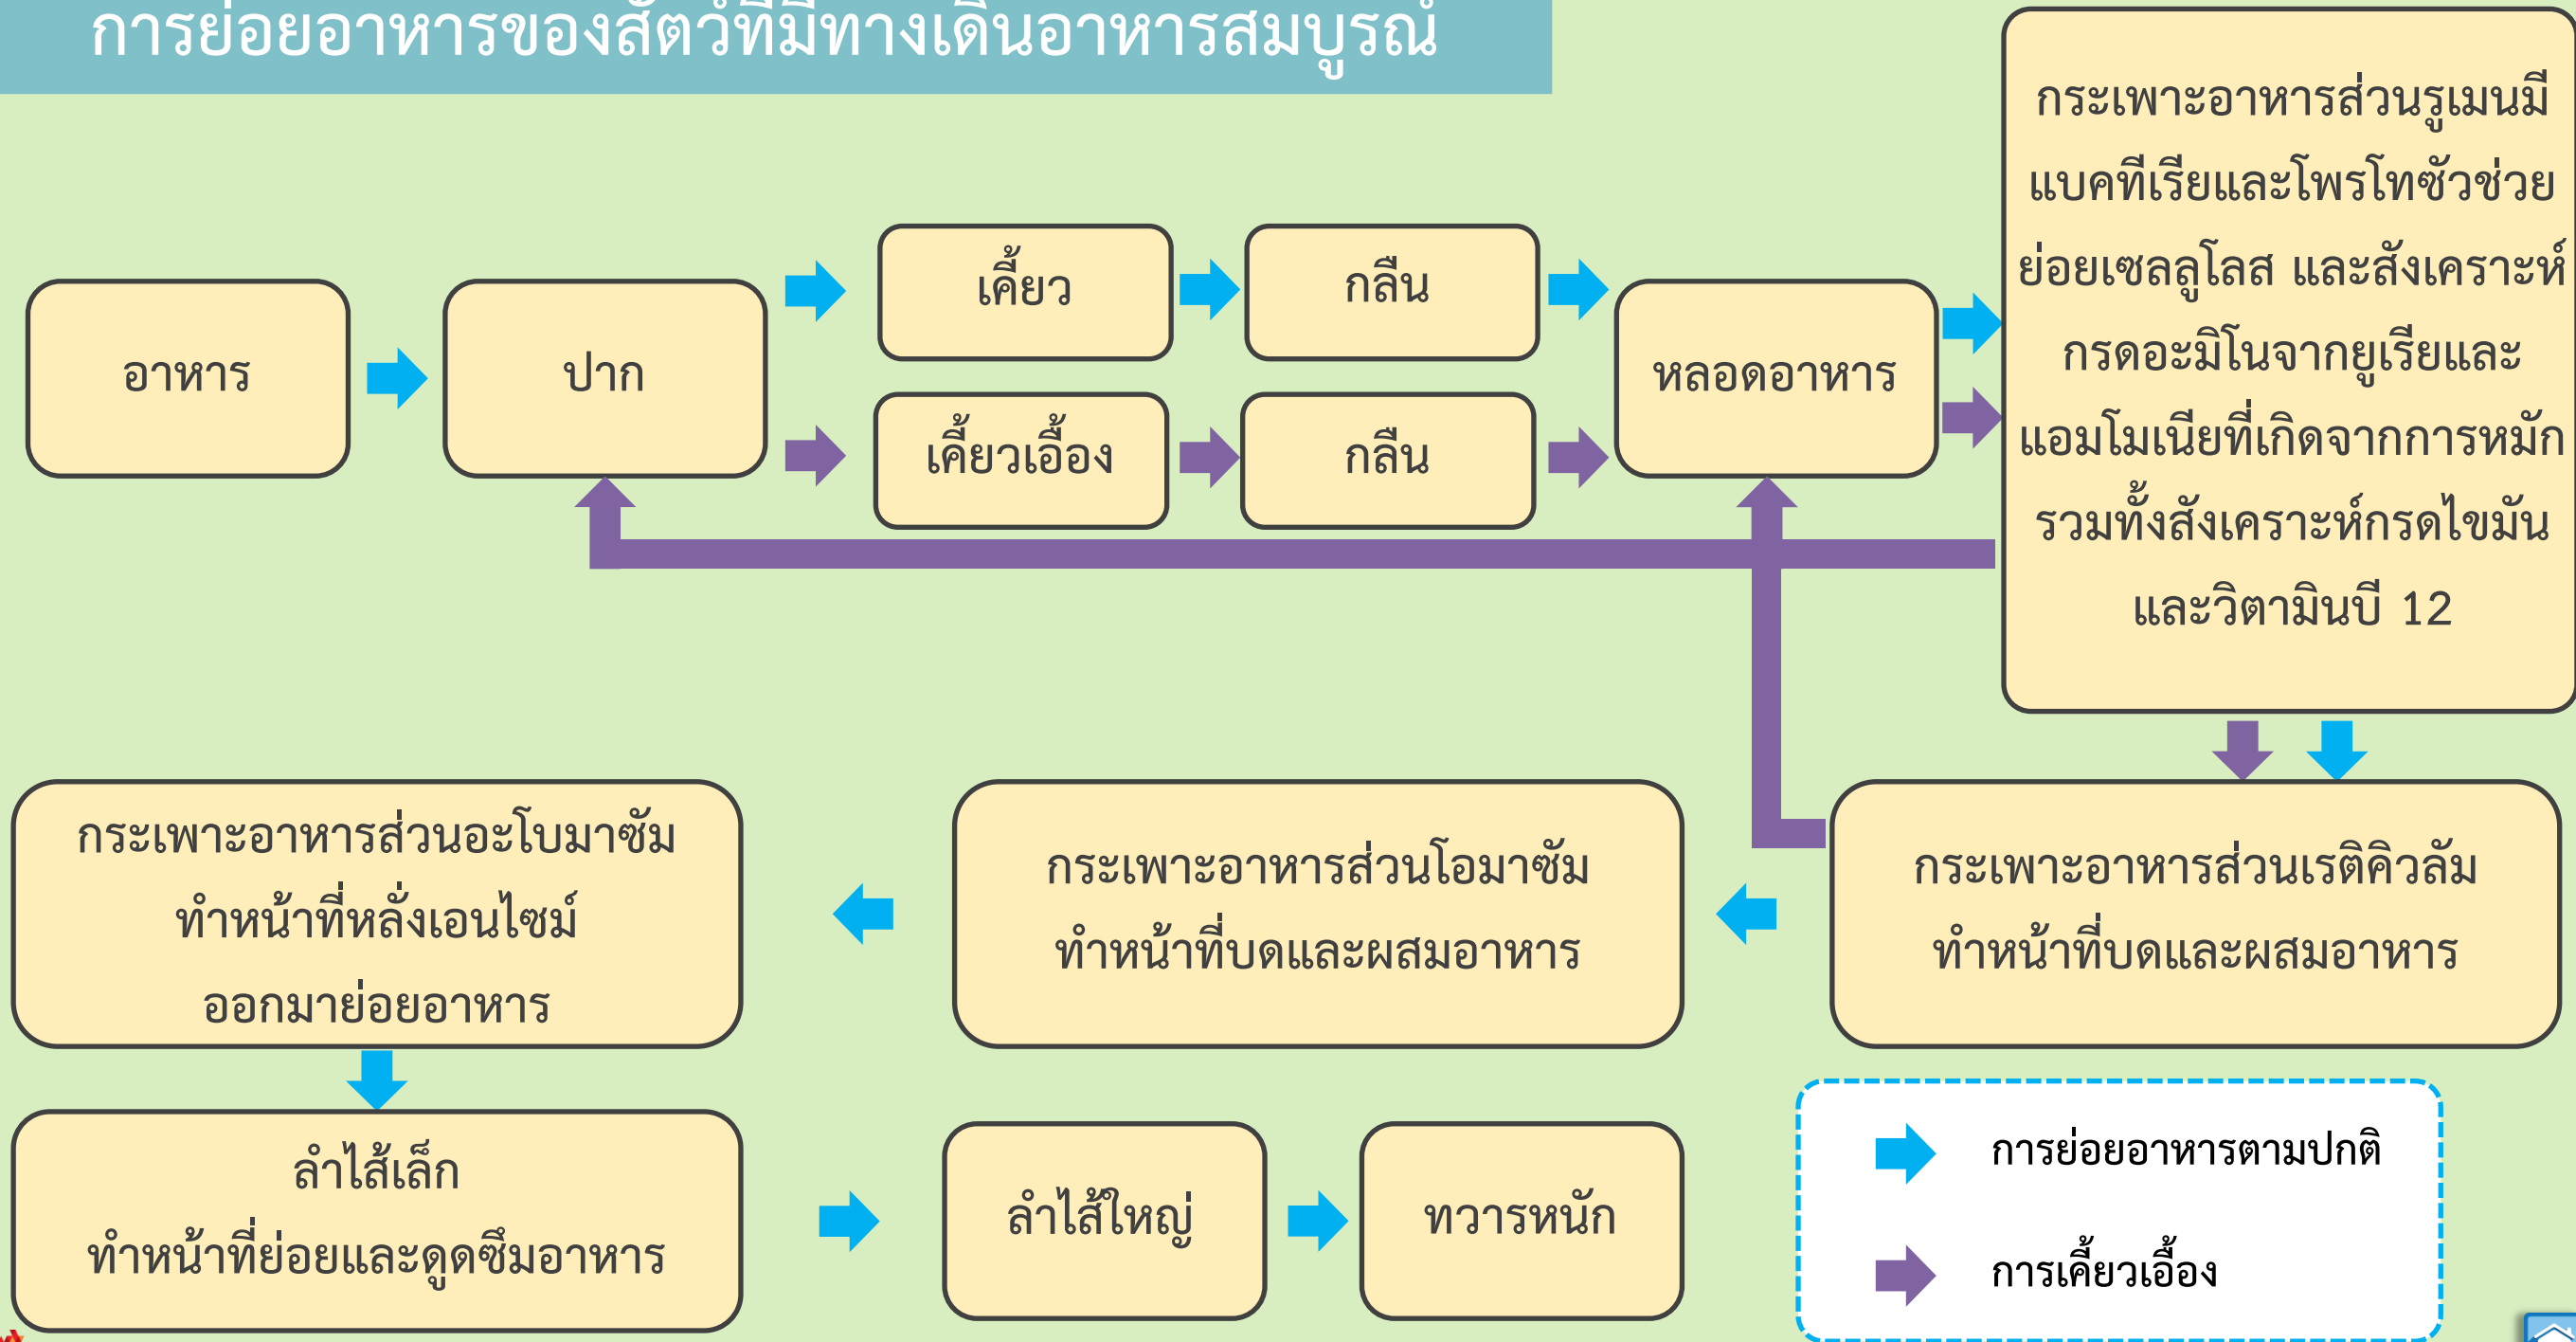 การย่อยอาหารของสัตว์ที่มีทางเดินอาหารสมบูรณ์
อาหาร
ปาก
เคี้ยว
กลืน
เคี้ยวเอื้อง
กลืน
หลอดอาหาร
กระเพาะอาหารส่วนรูเมนมี
แบคทีเรียและโพรโทซัวช่วย
ย่อยเซลลูโลส และสังเคราะห์
กรดอะมิโนจากยูเรียและ
แอมโมเนียที่เกิดจากการหมัก
รวมทั้งสังเคราะห์กรดไขมัน
และวิตามินบี 12
กระเพาะอาหารส่วนเรติคิวลัม
ทำหน้าที่บดและผสมอาหาร
กระเพาะอาหารส่วนโอมาซัม
ทำหน้าที่บดและผสมอาหาร
กระเพาะอาหารส่วนอะโบมาซัม
ทำหน้าที่หลั่งเอนไซม์
ออกมาย่อยอาหาร
ลำไส้เล็ก
ทำหน้าที่ย่อยและดูดซึมอาหาร
ลำไส้ใหญ่
ทวารหนัก
การย่อยอาหารตามปกติ
การเคี้ยวเอื้อง